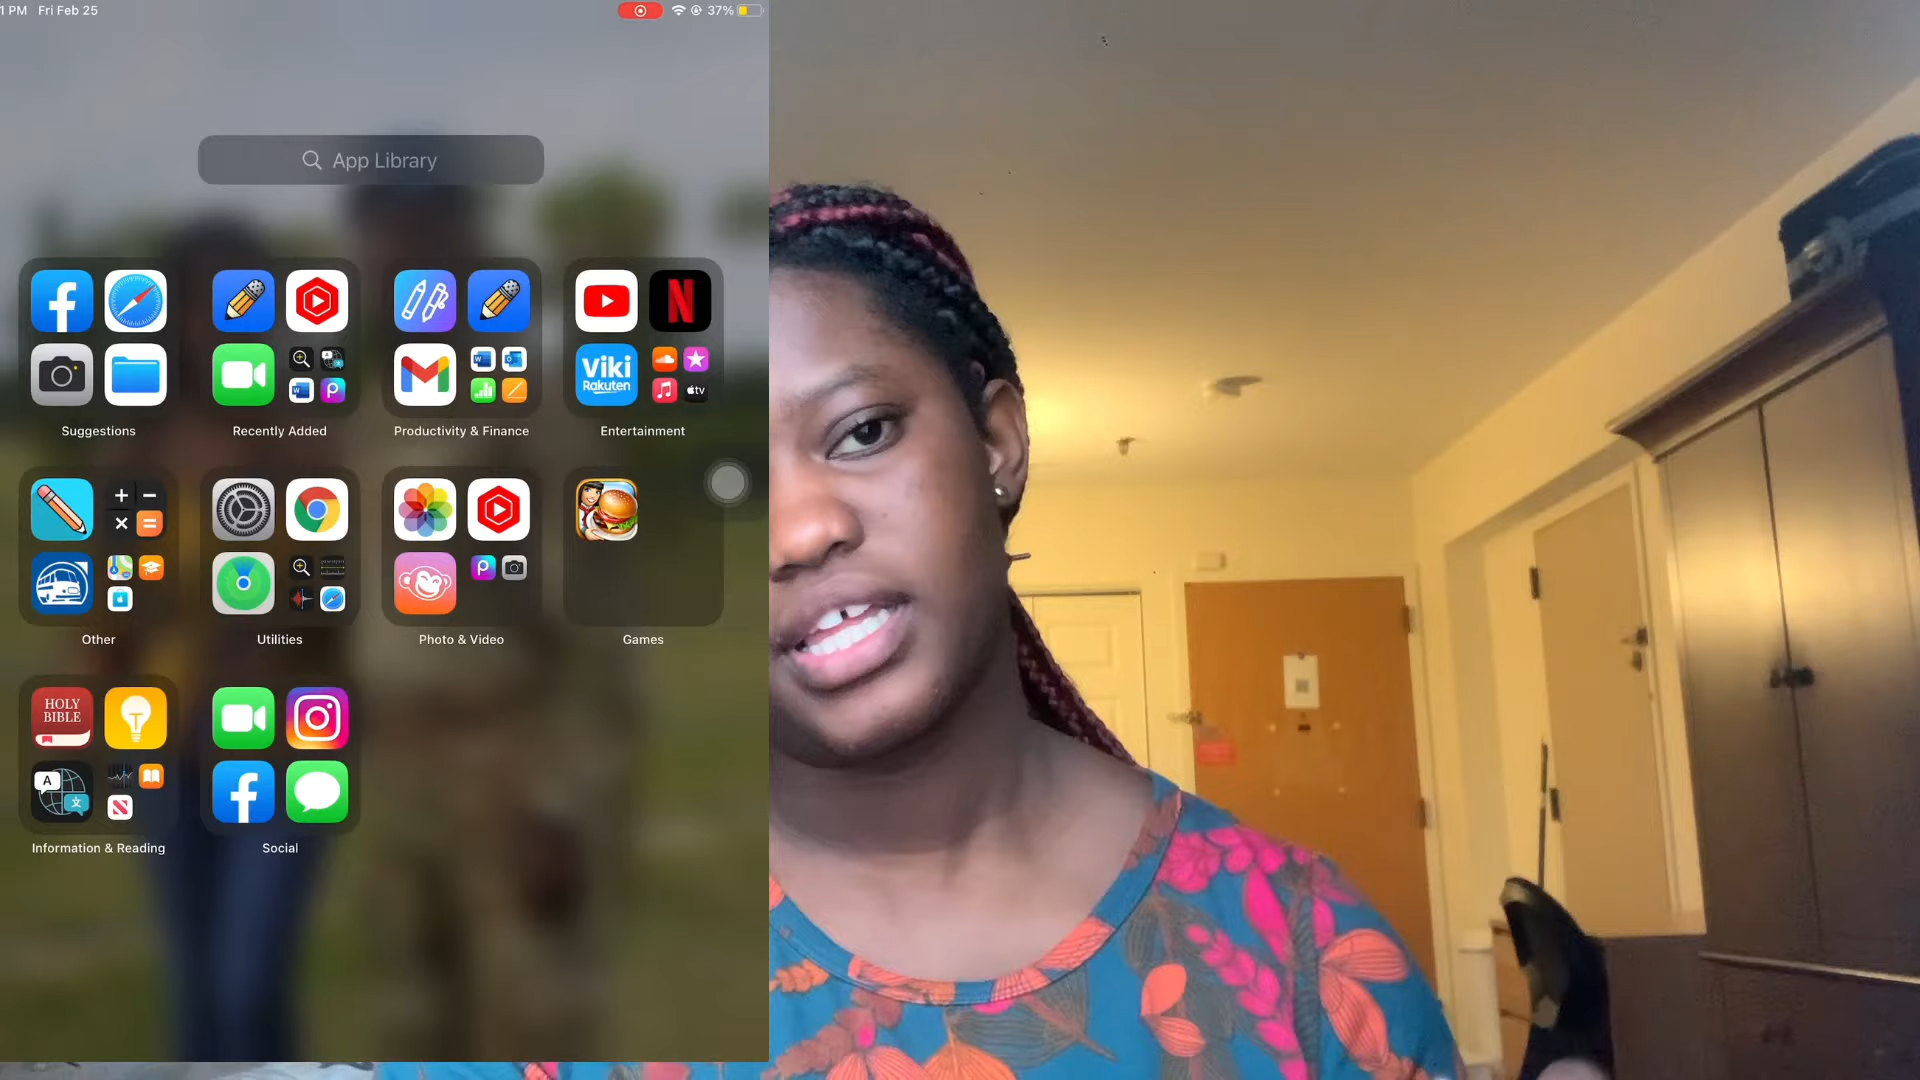 1 PM Fri Feb 25
37%
App Library
Viki
Rakuten
tv
Suggestions
Recently Added
Productivity & Finance
Entertainment
Other
Utilities
Photo & Video
Games
HOLY
BIBLE
A
文
Information & Reading
Social